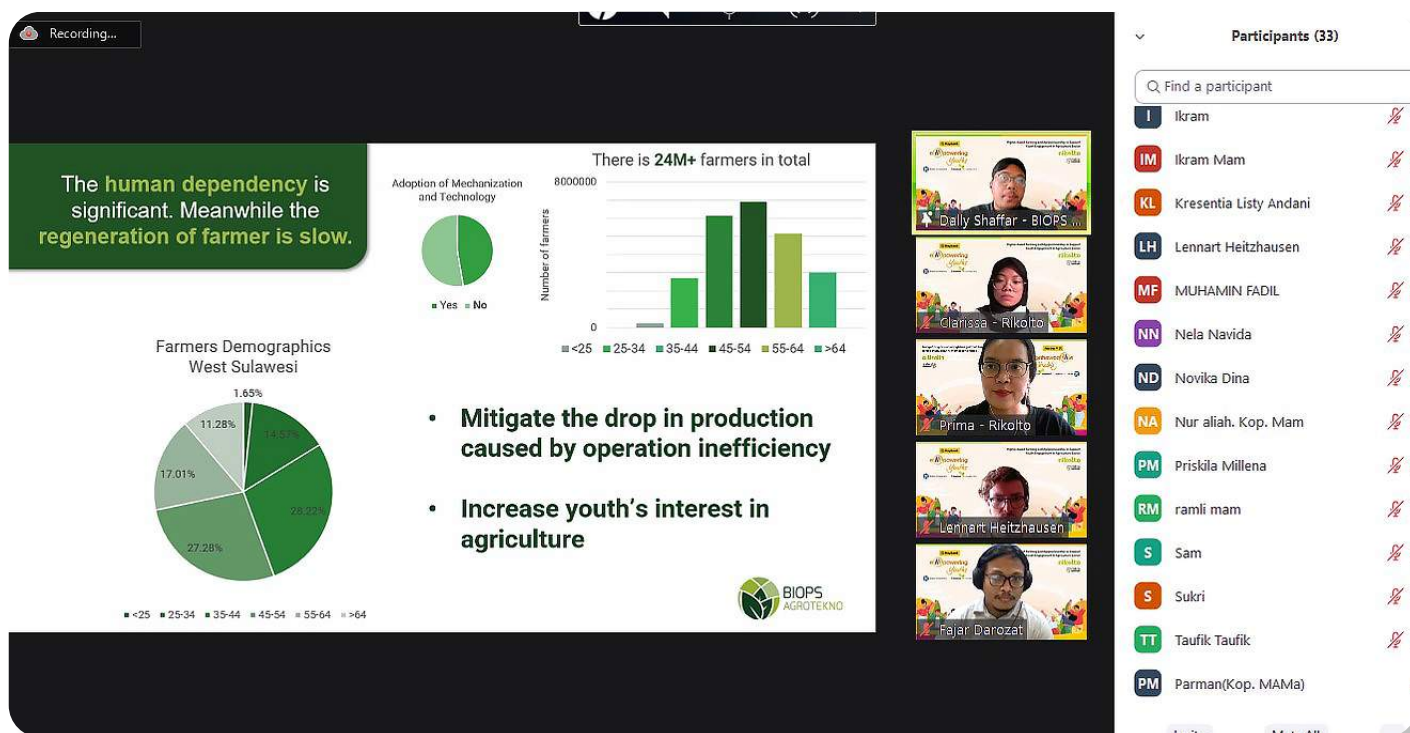 Recording...
The human dependency is
significant. Meanwhile the
regeneration of farmer is slow.
Adoption of Mechanization
and Technology
Yes No
There is 24M+ farmers in total
8000000
Number of farmers
0
<25 25-34 35-44 45-54 55-64 >64
Farmers Demographics
West Sulawesi
1.65%
14.57%
11.28%
17.01%
28.22%
27.28%
<25 25-34 35-44 45-54 55-64 >64
• Mitigate the drop in production
caused by operation inefficiency
• Increase youth's interest in
agriculture
BIOPS
AGROTEKNO
Dally Shaffar - BIOPS ...
Clarissa - Rikolto
Prima - Rikolto
Lennart Heitzhausen
Fajar Darozat
Participants (33)
Find a participant
I Ikram
IM Ikram Mam
KL Kresentia Listy Andani
LH Lennart Heitzhausen
MF MUHAMIN FADIL
NN Nela Navida
ND Novika Dina
NA Nur aliah. Kop. Mam
PM Priskila Millena
RM ramli mam
S Sam
S Sukri
TT Taufik Taufik
PM Parman(Kop. MAMa)